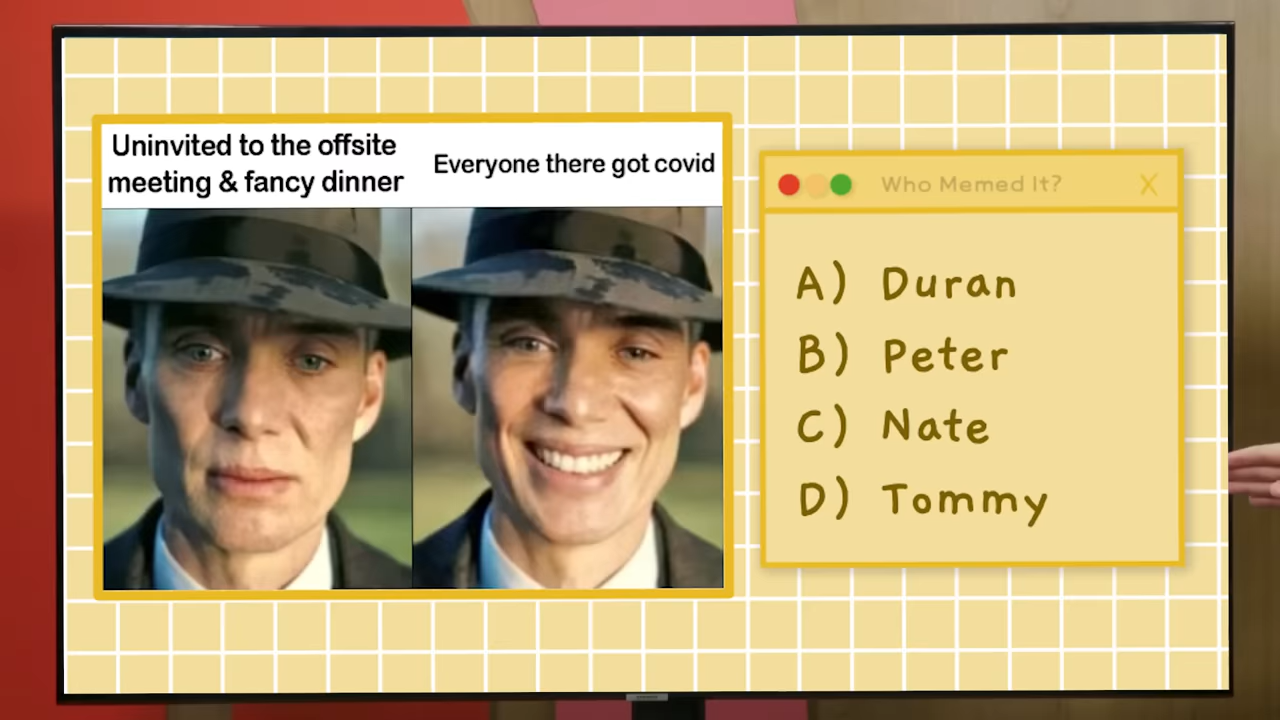 Uninvited to the offsite
meeting & fancy dinner
Everyone there got covid
Who Memed It?
X
A) Duran
B) Peter
C) Nate
D) Tommy